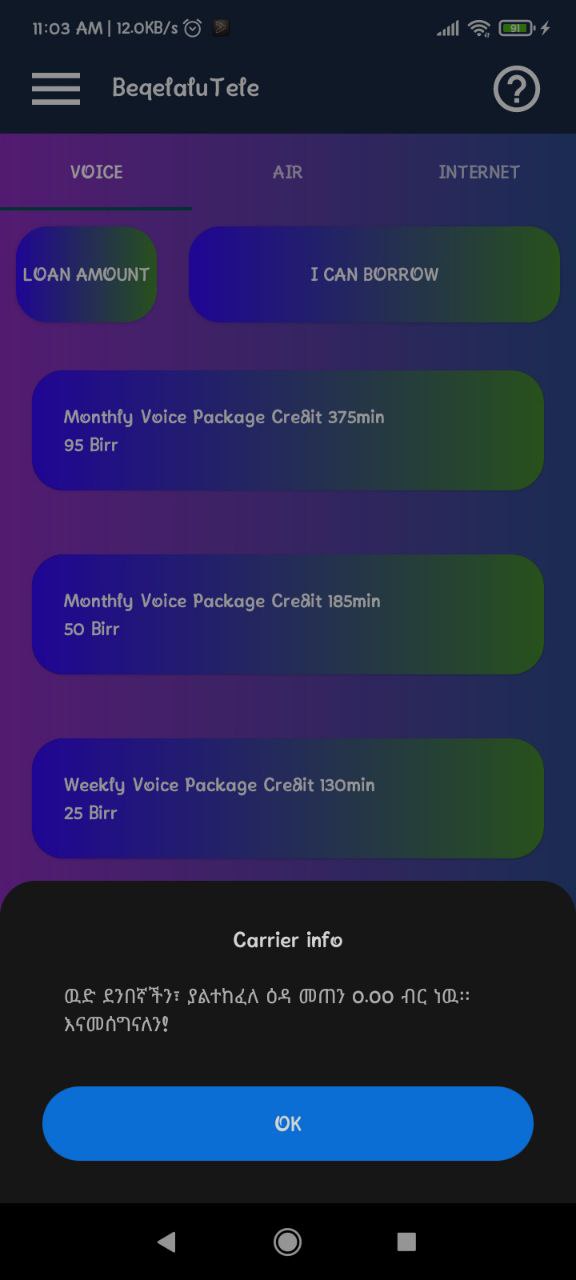 11:03 AM | 12.0KB/s
91
BeqelaluTele
VOICE
AIR
INTERNET
LOAN AMOUNT
I CAN BORROW
Monthly Voice Package Credit 375min
95 Birr
Monthly Voice Package Credit 185min
50 Birr
Weekly Voice Package Credit 130min
25 Birr
Carrier info
ዉድ ደንበኛችን፣ ያልተከፈለ ዕዳ መጠን 0.00 ብር ነዉ።
እናመሰግናለን!
OK